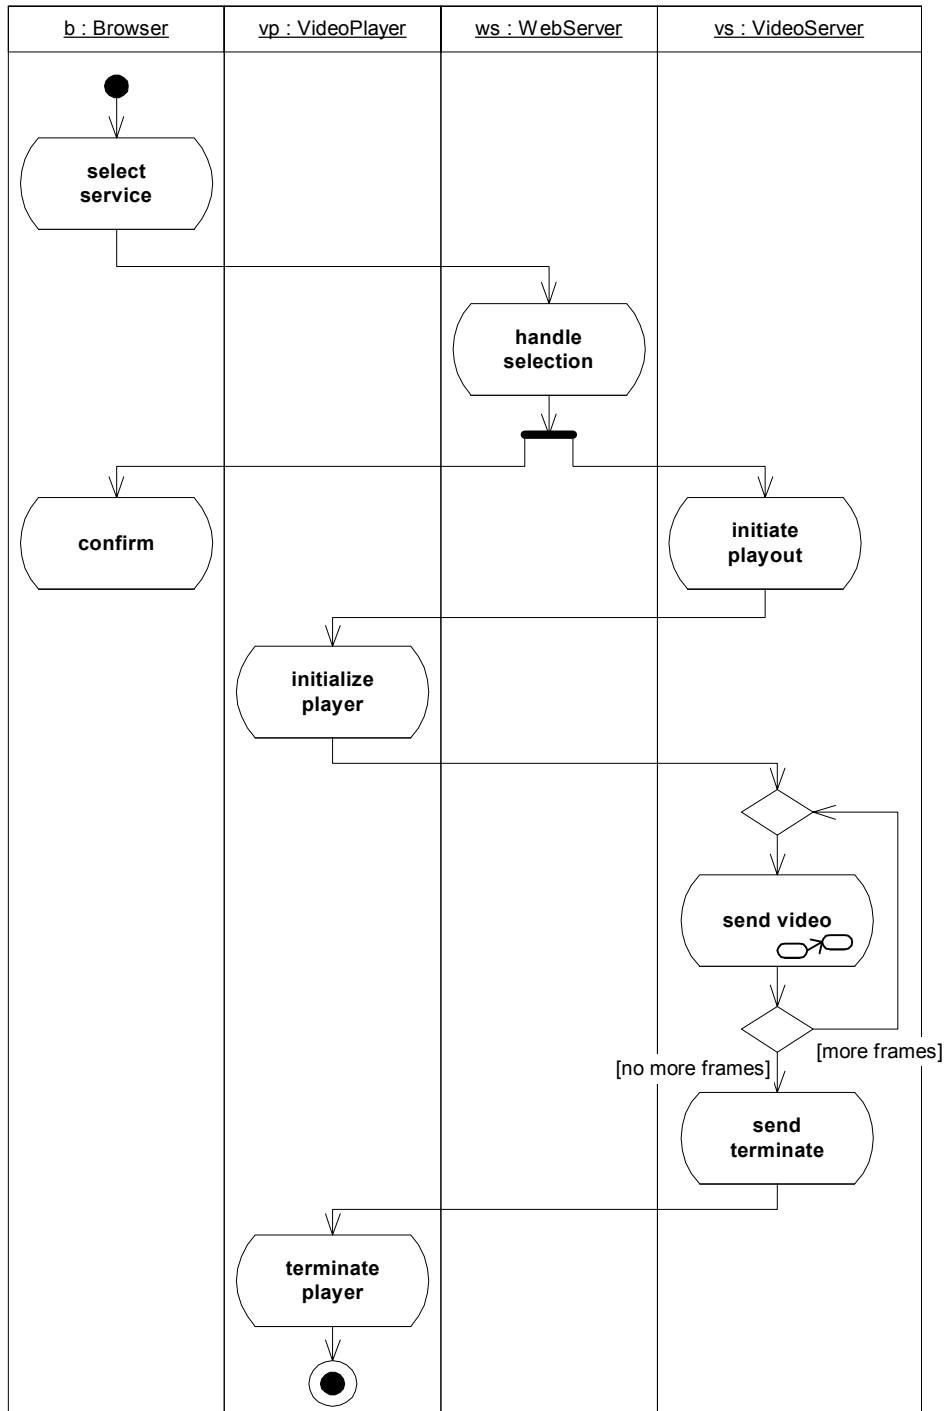 b : Browser
vp : VideoPlayer
ws : WebServer
vs : VideoServer
select
service
handle
selection
confirm
initiate
playout
initialize
player
send video
[more frames]
[no more frames]
send
terminate
terminate
player